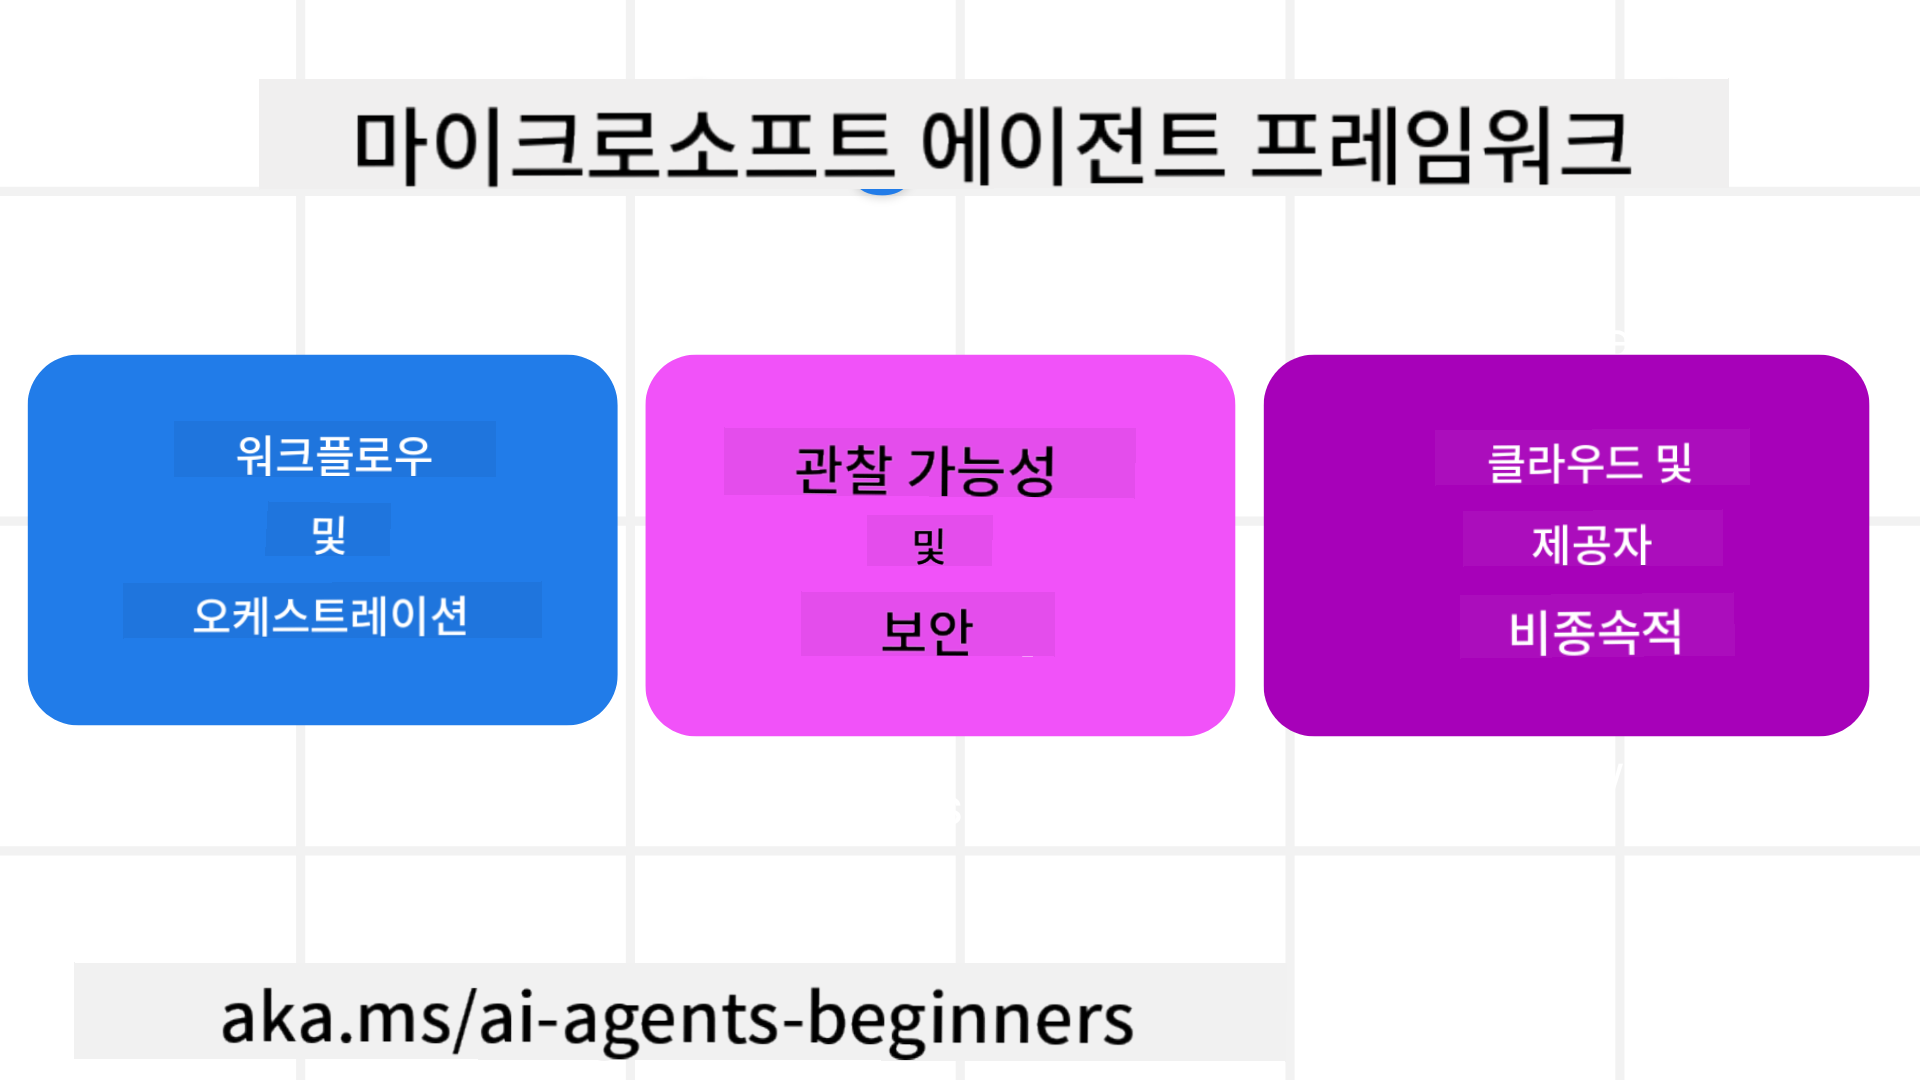 마이크로소프트 에이전트 프레임워크
워크플로우
및
오케스트레이션
관찰 가능성
및
보안
클라우드 및
제공자
비종속적
aka.ms/ai-agents-beginners